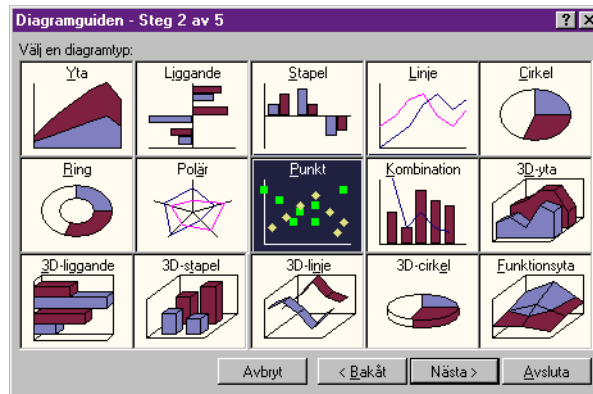 Diagramguiden - Steg 2 av 5
Välj en diagramtyp:
Yta Liggande Stapel Linje Cirkel
Ring Polär Punkt Kombination 3D-yta
3D-liggande 3D-stapel 3D-linje 3D-cirkel Funktionsyta
Avbryt < Bakåt Nästa > Avsluta